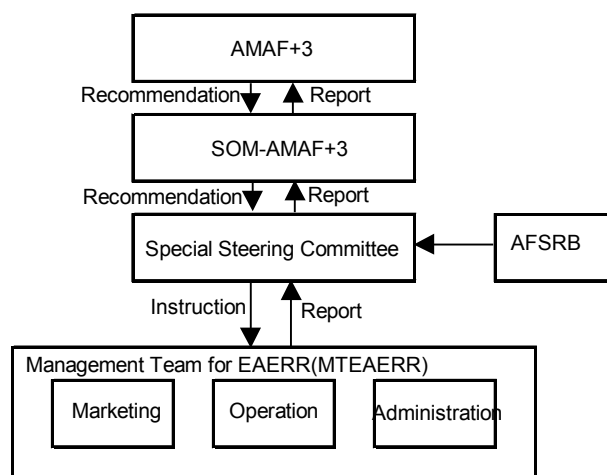 AMAF+3
Recommendation Report
SOM-AMAF+3
Recommendation Report
Special Steering Committee
AFSRB
Instruction Report
Management Team for EAERR(MTEAERR)
Marketing Operation Administration